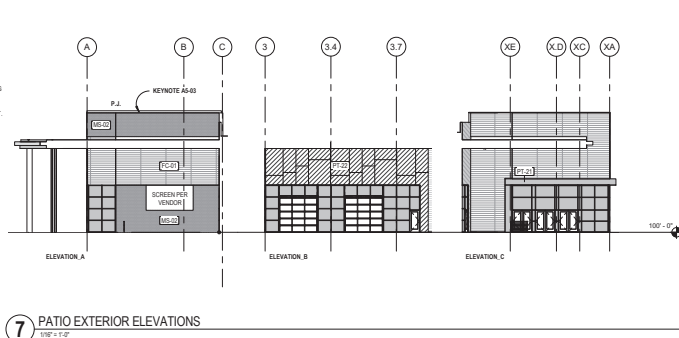 A B C 3 3.4 3.7 XE X.D XC XA
KEYNOTE A5-03
P.J.
MS-02
FC-01
PT-22
PT-21
SCREEN PER
VENDOR
MS-02
100' - 0"
ELEVATION_A ELEVATION_B ELEVATION_C
7 PATIO EXTERIOR ELEVATIONS
1/16" = 1'-0"